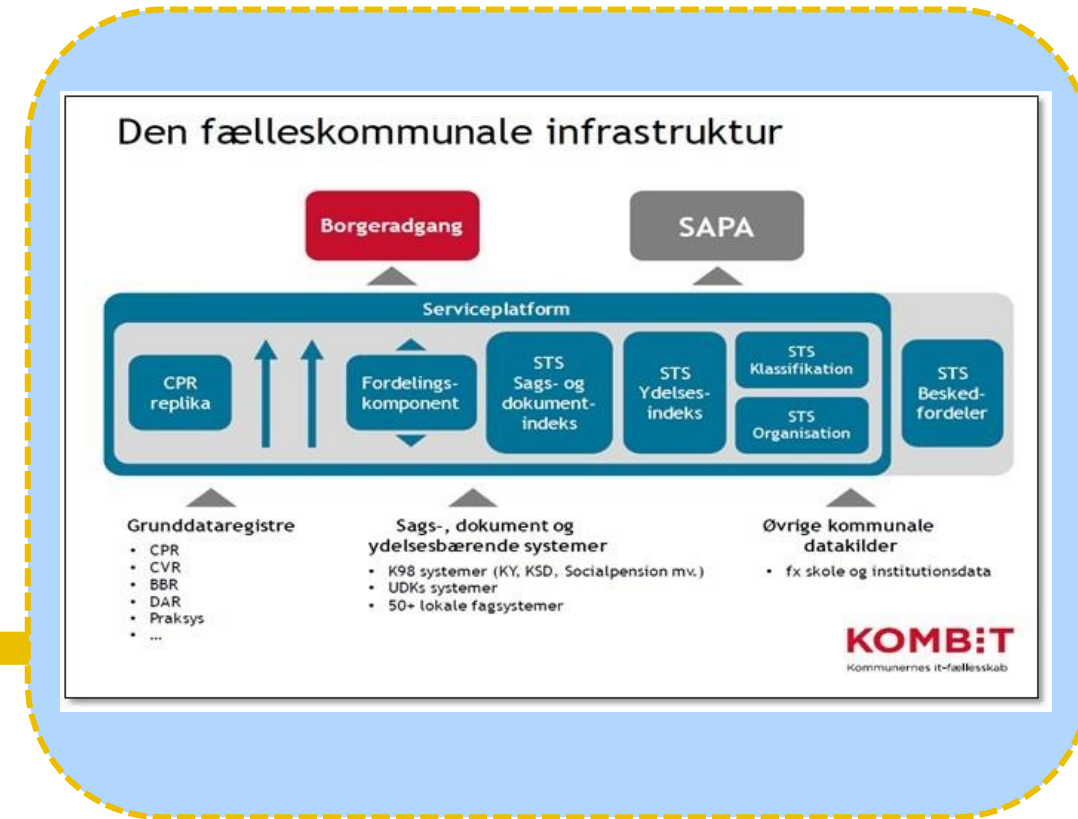 Den fælleskommunale infrastruktur
Borgeradgang
SAPA
Serviceplatform
CPR
replika
Fordelings-
komponent
STS
Sags- og
dokument-
indeks
STS
Ydelses-
indeks
STS
Klassifikation
STS
Organisation
STS
Besked-
fordeler
Grunddataregistre
• CPR
• CVR
• BBR
• DAR
• Praksys
• ...
Sags-, dokument og
ydelsesbærende systemer
• K98 systemer (KY, KSD, Socialpension mv.)
• UDKs systemer
• 50+ lokale fagsystemer
Øvrige kommunale
datakilder
• fx skole og institutionsdata
KOMBIT
Kommunernes it-fællesskab